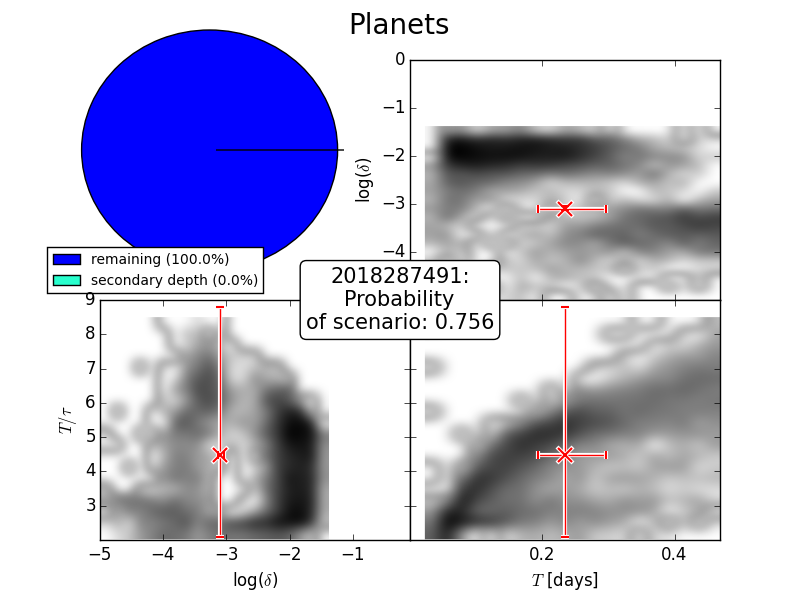 Planets
remaining (100.0%)
secondary depth (0.0%)
0
−1
−2
−3
−4
log(δ)
2018287491:
Probability
of scenario: 0.756
9
8
7
6
5
4
3
T/τ
−5
−4
−3
−2
−1
log(δ)
0.2
0.4
T [days]